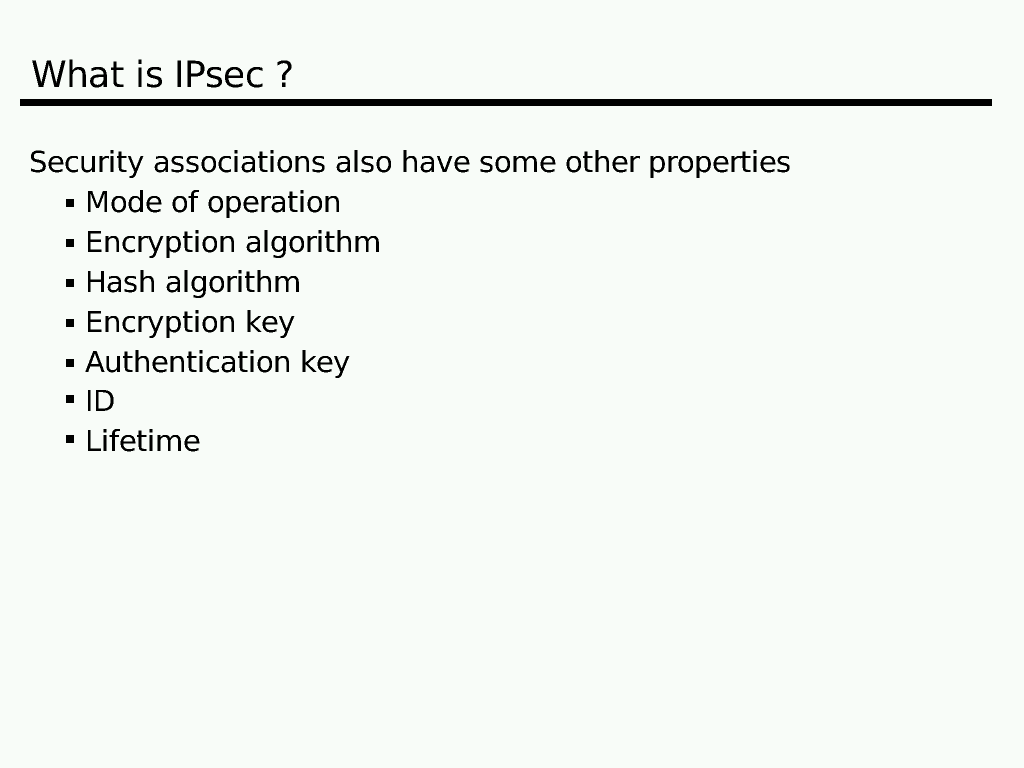 What is IPsec ?
Security associations also have some other properties
▪ Mode of operation
▪ Encryption algorithm
▪ Hash algorithm
▪ Encryption key
▪ Authentication key
▪ ID
▪ Lifetime